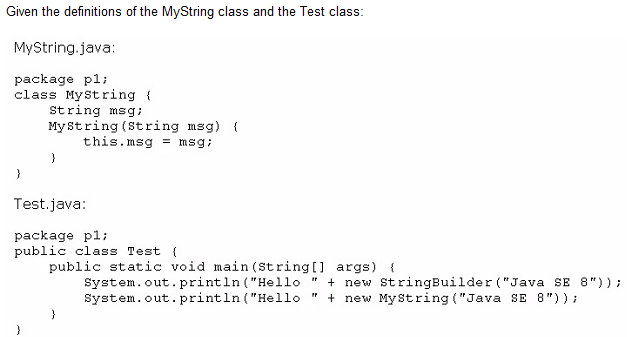 Given the definitions of the MyString class and the Test class:
MyString.java:
package p1;
class MyString {
String msg;
MyString(String msg) {
this.msg = msg;
}
}
Test.java:
package p1;
public class Test {
public static void main(String[] args) {
System.out.println("Hello " + new StringBuilder("Java SE 8"));
System.out.println("Hello " + new MyString("Java SE 8"));
}
}